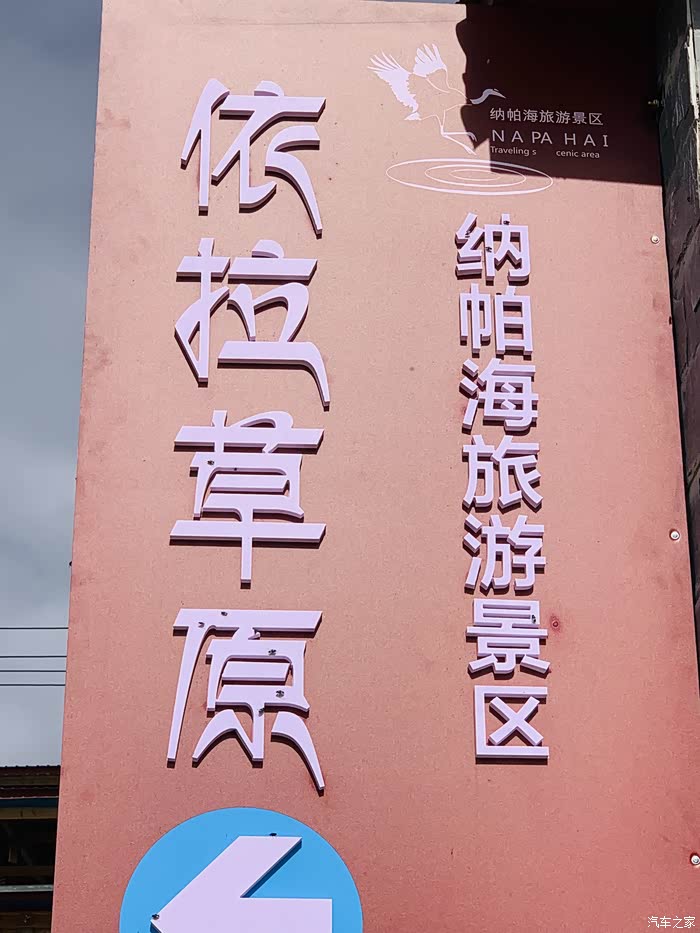 纳帕海旅游景区
NAPA HAI
Traveling s cenic area
纳帕海旅游景区
依拉草原
汽车之家